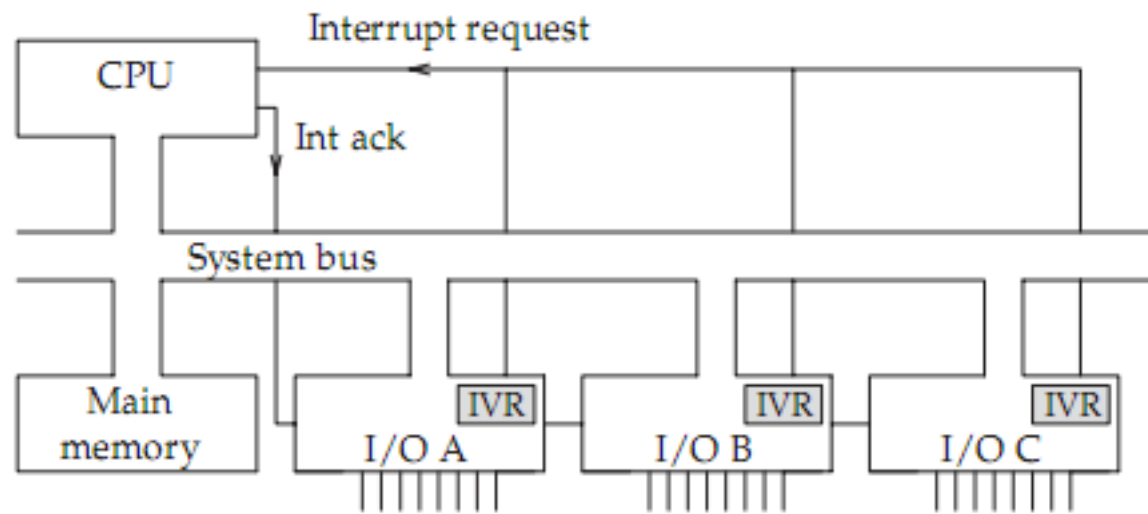 Interrupt request
CPU
Int ack
System bus
Main
memory
IVR
I/O A
IVR
I/O B
IVR
I/O C